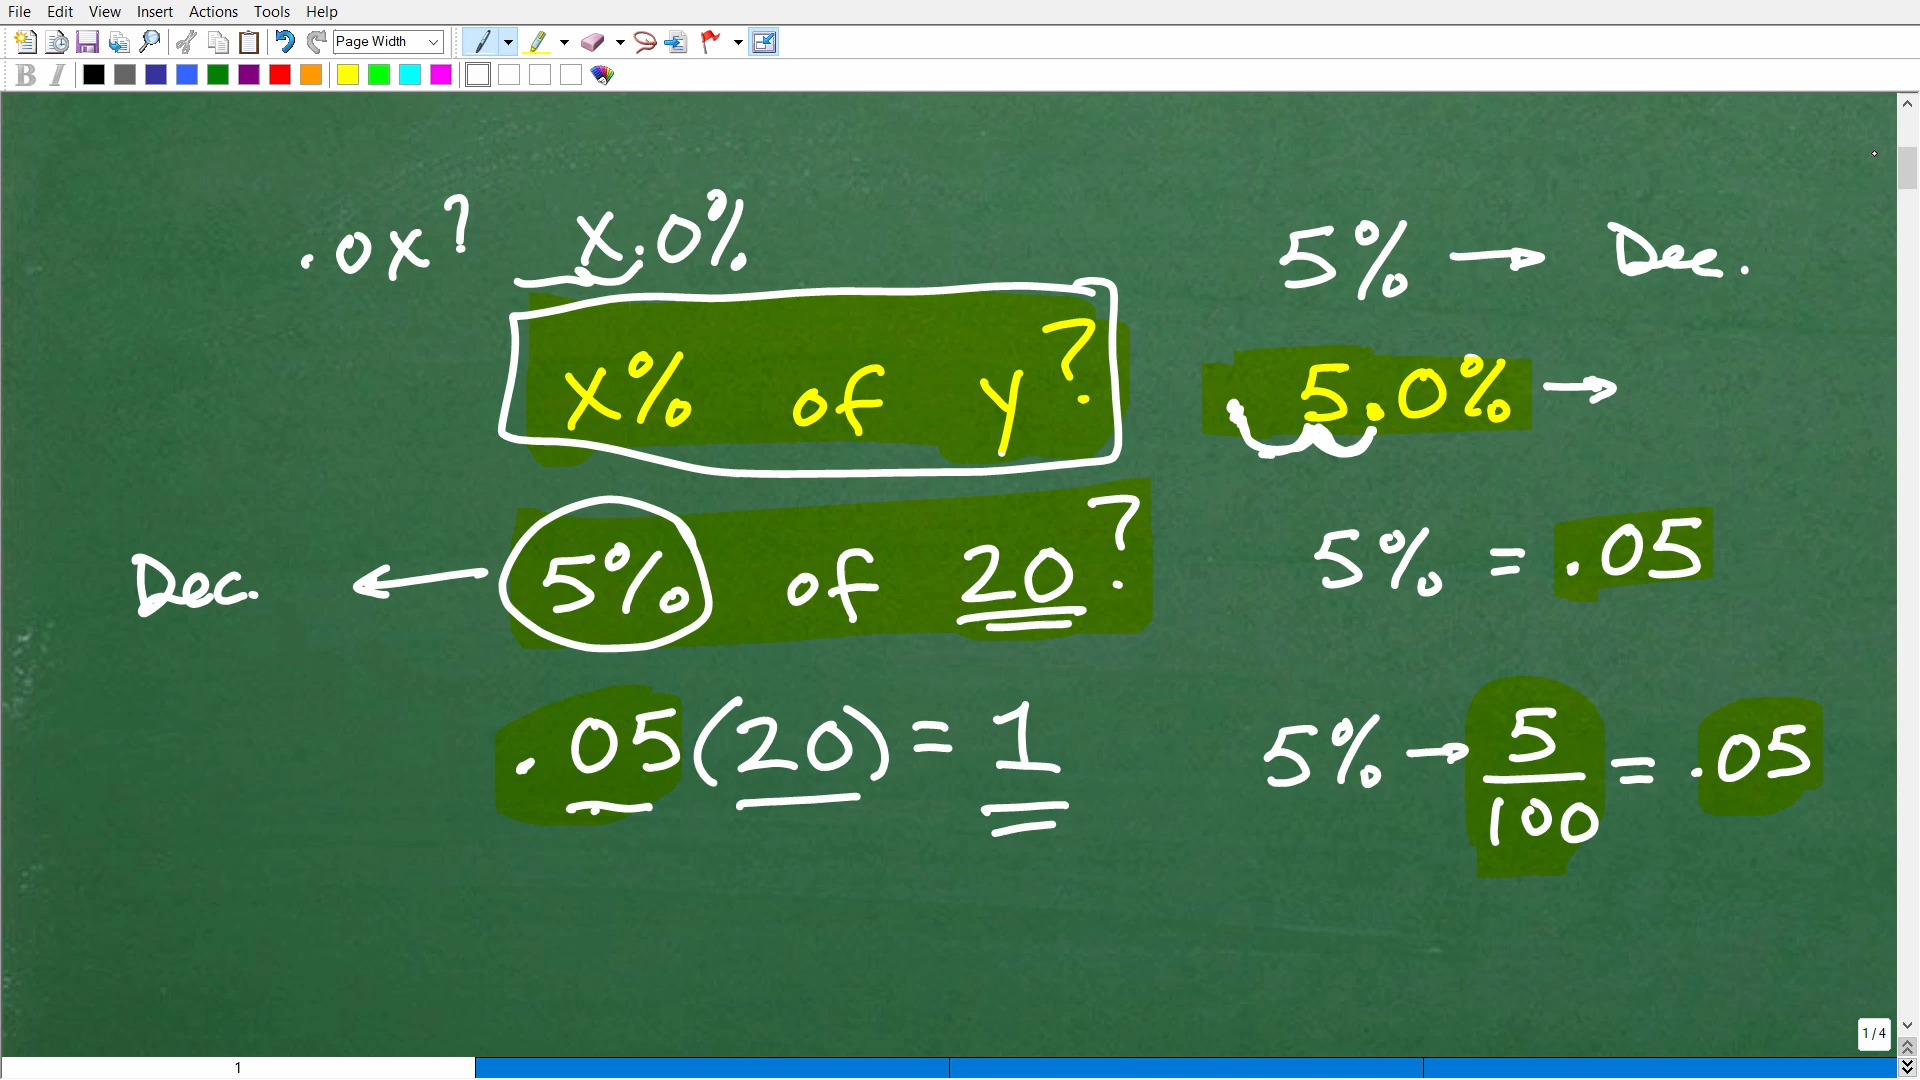 File Edit View Insert Actions Tools Help
Page Width
B I
.0x? x.0%
5% → Dec.
x% of y?
5.0% →
Dec. ← 5% of 20?
5% = .05
.05(20) = 1
5% → 5/100 = .05
1 / 4
1